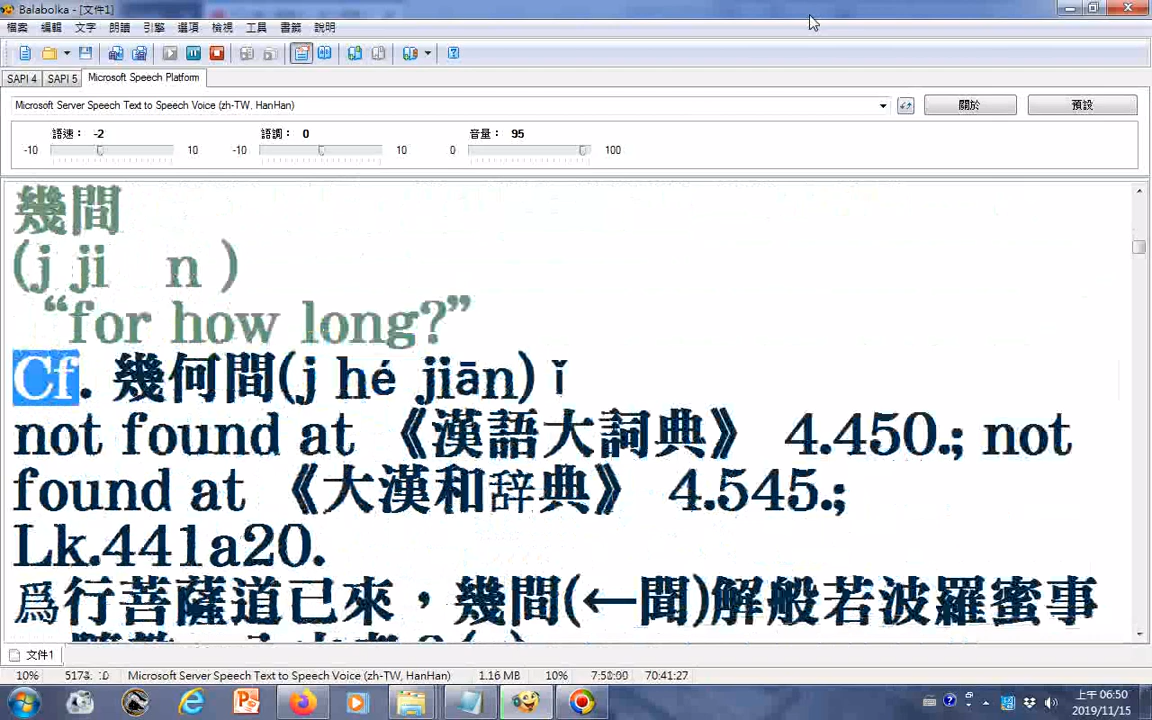 Balabolka - [文件1]
檔案 編輯 文字 朗讀 引擎 選項 檢視 工具 書籤 說明
SAPI 4 SAPI 5 Microsoft Speech Platform
Microsoft Server Speech Text to Speech Voice (zh-TW, HanHan) 關於 預設
語速： -2 語調： 0 音量： 95
-10 10 -10 10 0 100
幾間
(j ji n )
“for how long?”
Cf. 幾何間(j hé jiān) ǐ
not found at 《漢語大詞典》 4.450.; not
found at 《大漢和辞典》 4.545.;
Lk.441a20.
爲行菩薩道已來，幾間(←聞)解般若波羅蜜事
文件1
10% Microsoft Server Speech Text to Speech Voice (zh-TW, HanHan) 1.16 MB 10% 70:41:27
上午 06:50
2019/11/15